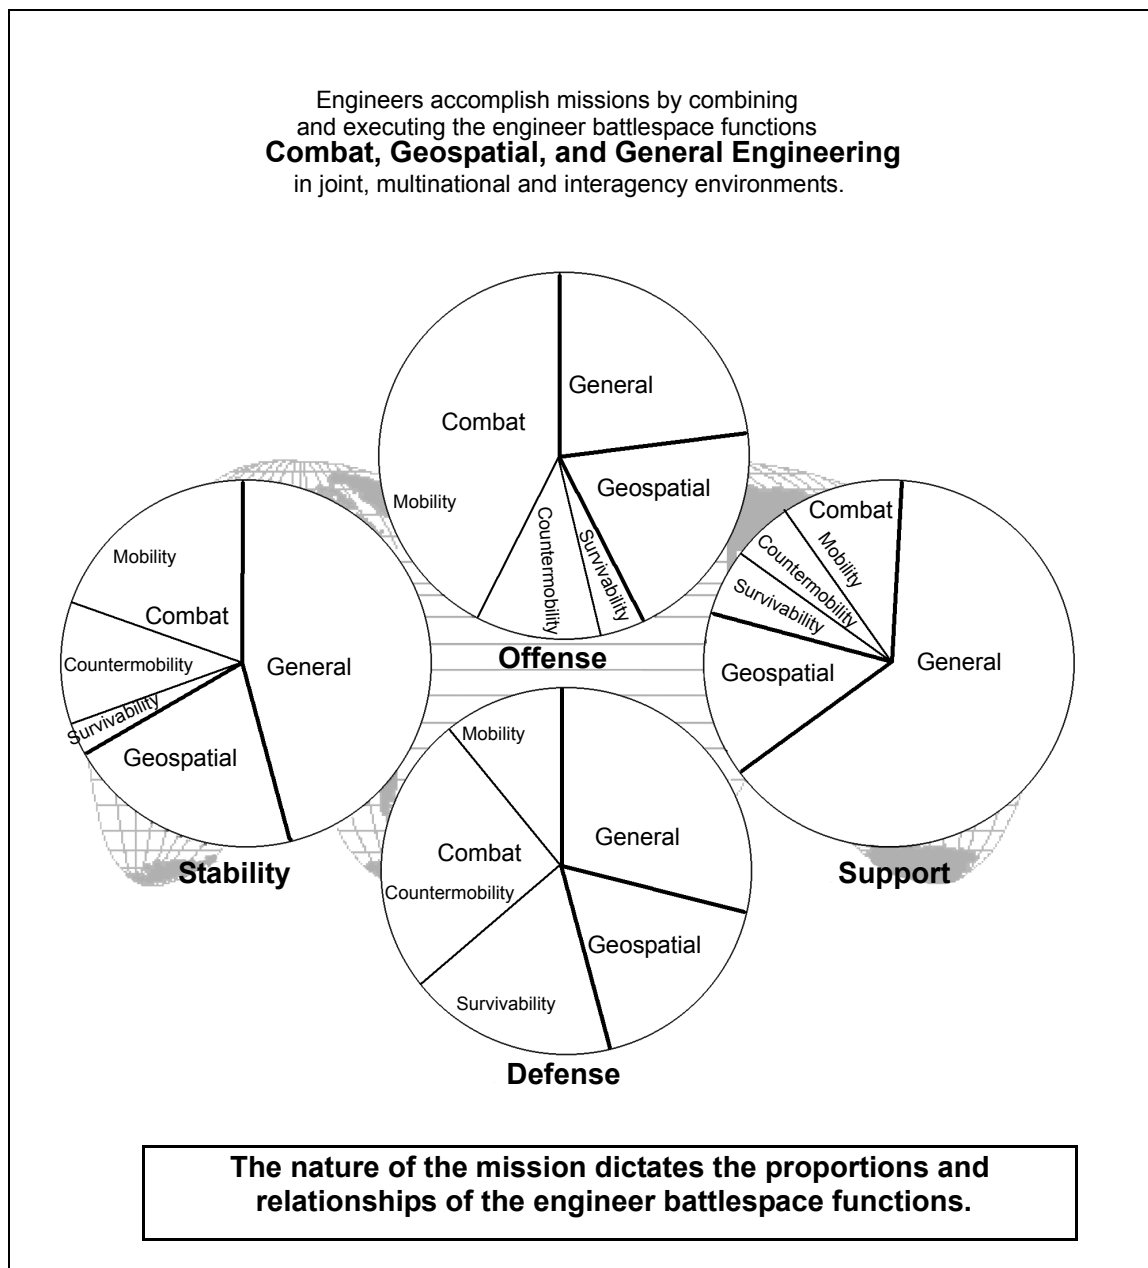 Engineers accomplish missions by combining
and executing the engineer battlespace functions
Combat, Geospatial, and General Engineering
in joint, multinational and interagency environments.
General
Combat
Geospatial
Mobility
Countermobility
Survivability
Offense
Mobility
Combat
Countermobility
General
Survivability
Geospatial
Stability
Combat
Mobility
Countermobility
Survivability
Geospatial
General
Support
Mobility
General
Combat
Countermobility
Geospatial
Survivability
Defense
The nature of the mission dictates the proportions and
relationships of the engineer battlespace functions.